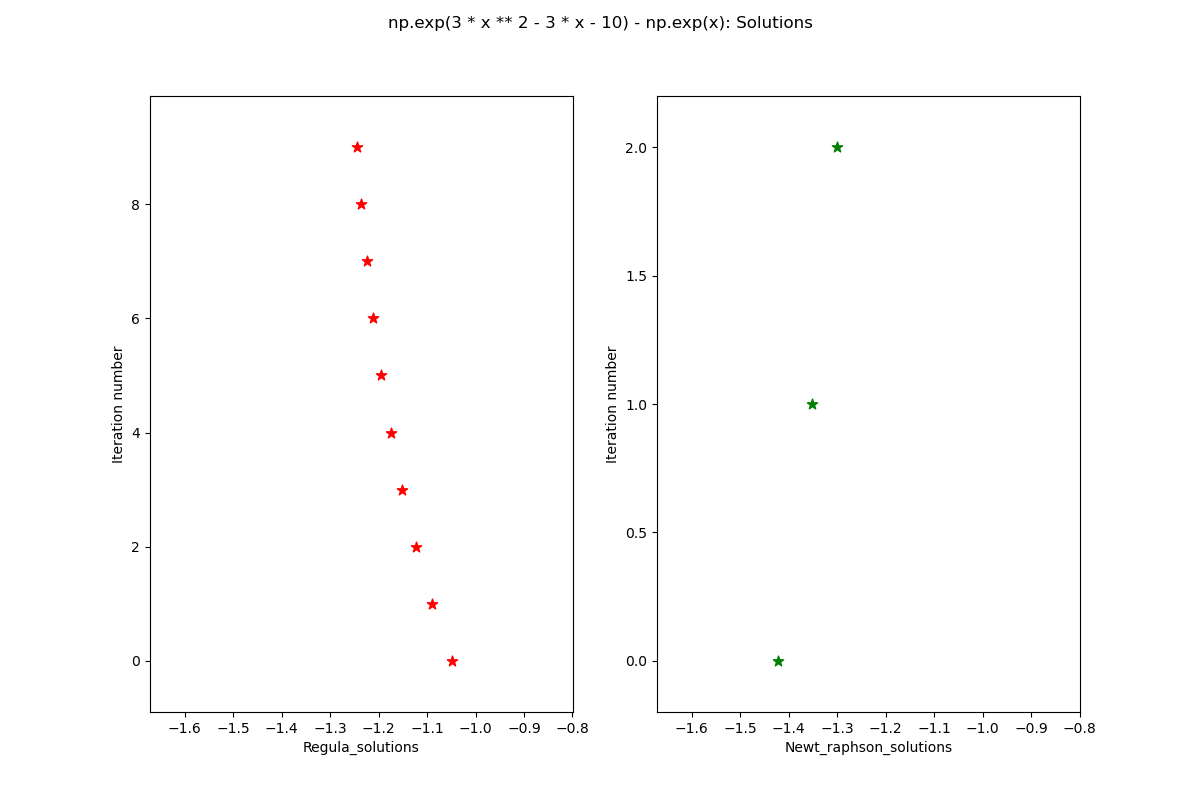 np.exp(3 * x ** 2 - 3 * x - 10) - np.exp(x): Solutions
Iteration number
8
6
4
2
0
−1.6 −1.5 −1.4 −1.3 −1.2 −1.1 −1.0 −0.9 −0.8
Regula_solutions
Iteration number
2.0
1.5
1.0
0.5
0.0
−1.6 −1.5 −1.4 −1.3 −1.2 −1.1 −1.0 −0.9 −0.8
Newt_raphson_solutions